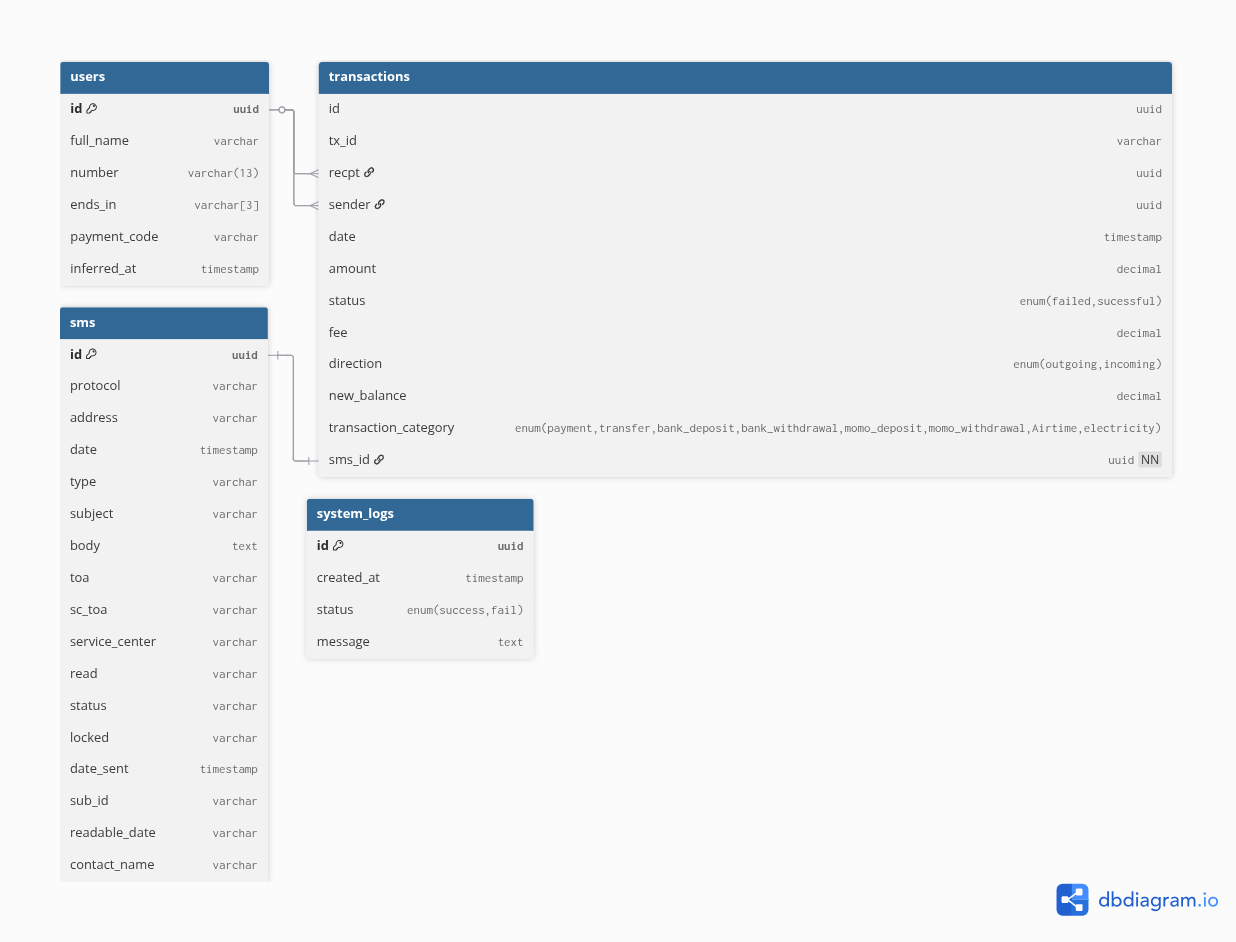 users
id uuid
full_name varchar
number varchar(13)
ends_in varchar[3]
payment_code varchar
inferred_at timestamp
transactions
id uuid
tx_id varchar
recpt uuid
sender uuid
date timestamp
amount decimal
status enum(failed,sucessful)
fee decimal
direction enum(outgoing,incoming)
new_balance decimal
transaction_category enum(payment,transfer,bank_deposit,bank_withdrawal,momo_deposit,momo_withdrawal,Airtime,electricity)
sms_id uuid NN
sms
id uuid
protocol varchar
address varchar
date timestamp
type varchar
subject varchar
body text
toa varchar
sc_toa varchar
service_center varchar
read varchar
status varchar
locked varchar
date_sent timestamp
sub_id varchar
readable_date varchar
contact_name varchar
system_logs
id uuid
created_at timestamp
status enum(success,fail)
message text
dbdiagram.io